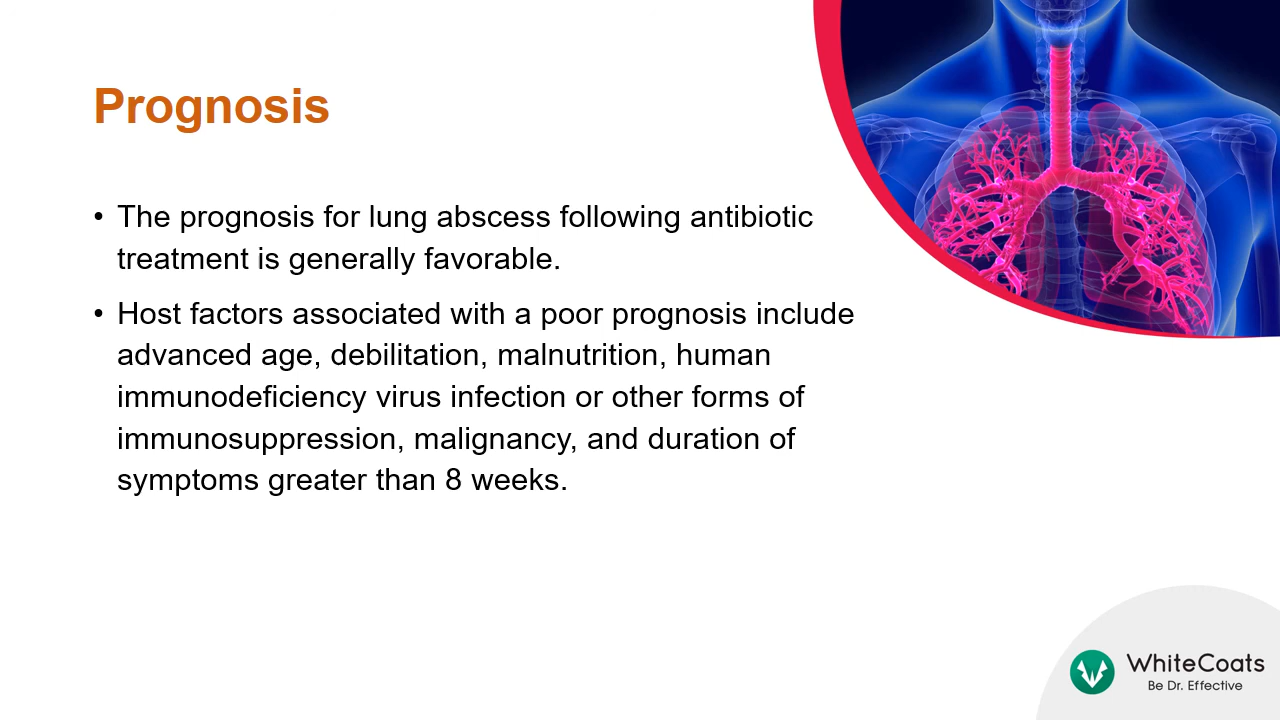 Prognosis
• The prognosis for lung abscess following antibiotic
treatment is generally favorable.
• Host factors associated with a poor prognosis include
advanced age, debilitation, malnutrition, human
immunodeficiency virus infection or other forms of
immunosuppression, malignancy, and duration of
symptoms greater than 8 weeks.
WhiteCoats
Be Dr. Effective